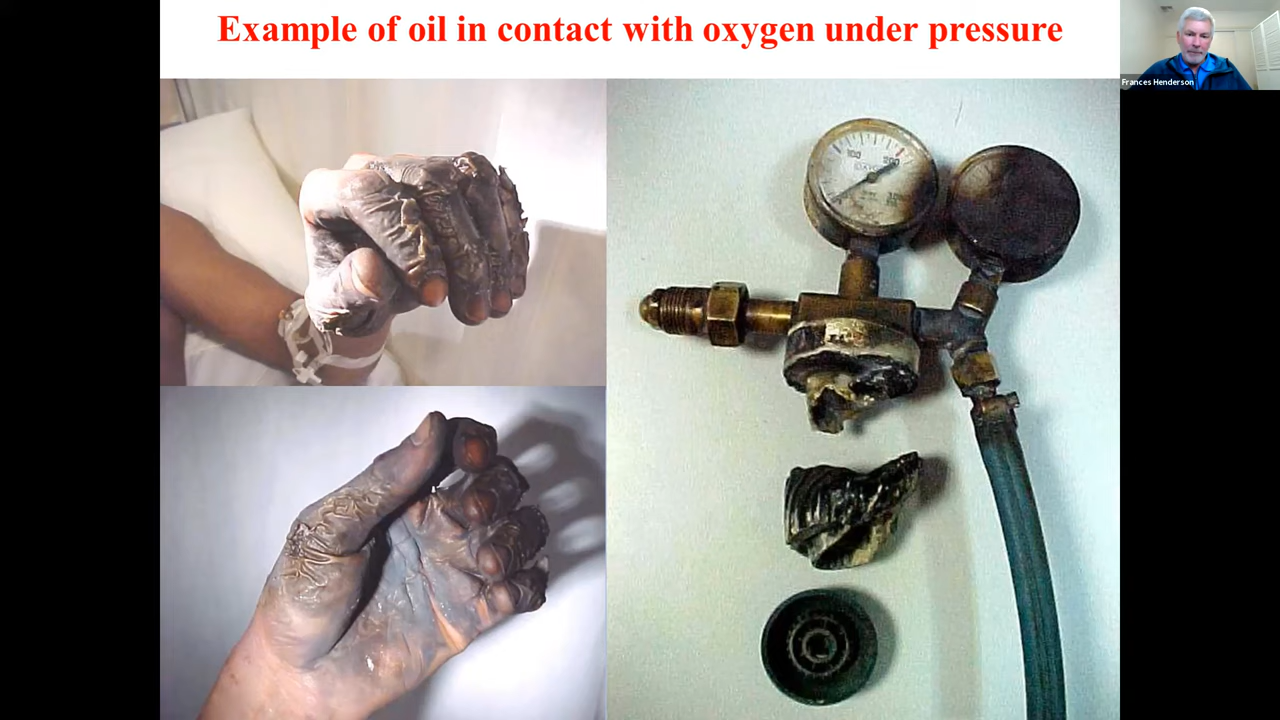 Example of oil in contact with oxygen under pressure
Frances Henderson